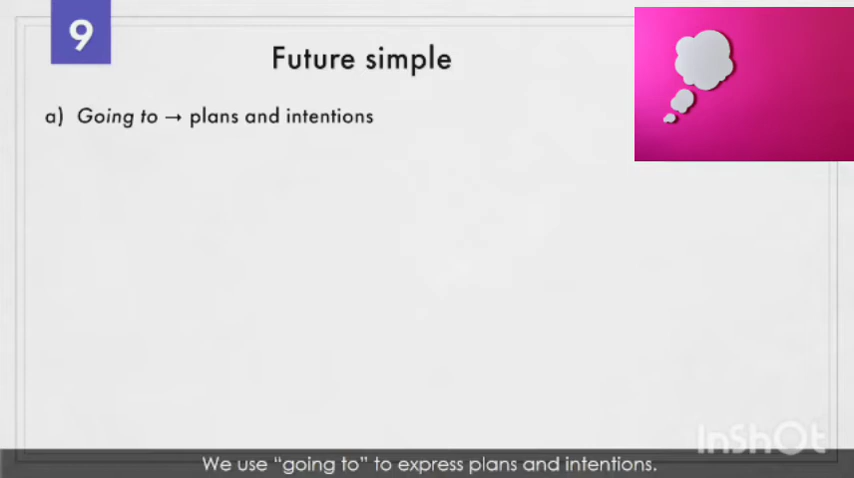 9
Future simple
a) Going to → plans and intentions
InShOt
We use “going to” to express plans and intentions.